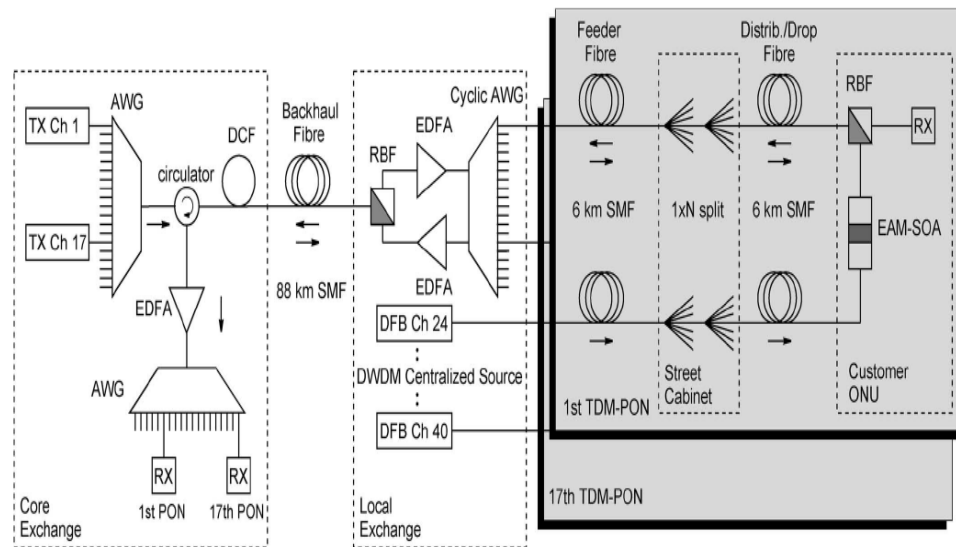 AWG
TX Ch 1
TX Ch 17
circulator
DCF
EDFA
AWG
RX
RX
1st PON
17th PON
Core
Exchange
Backhaul
Fibre
88 km SMF
RBF
EDFA
EDFA
Cyclic AWG
DFB Ch 24
DWDM Centralized Source
DFB Ch 40
Local
Exchange
Feeder
Fibre
Distrib./Drop
Fibre
RBF
RX
6 km SMF
1xN split
6 km SMF
EAM-SOA
Street
Cabinet
Customer
ONU
1st TDM-PON
17th TDM-PON